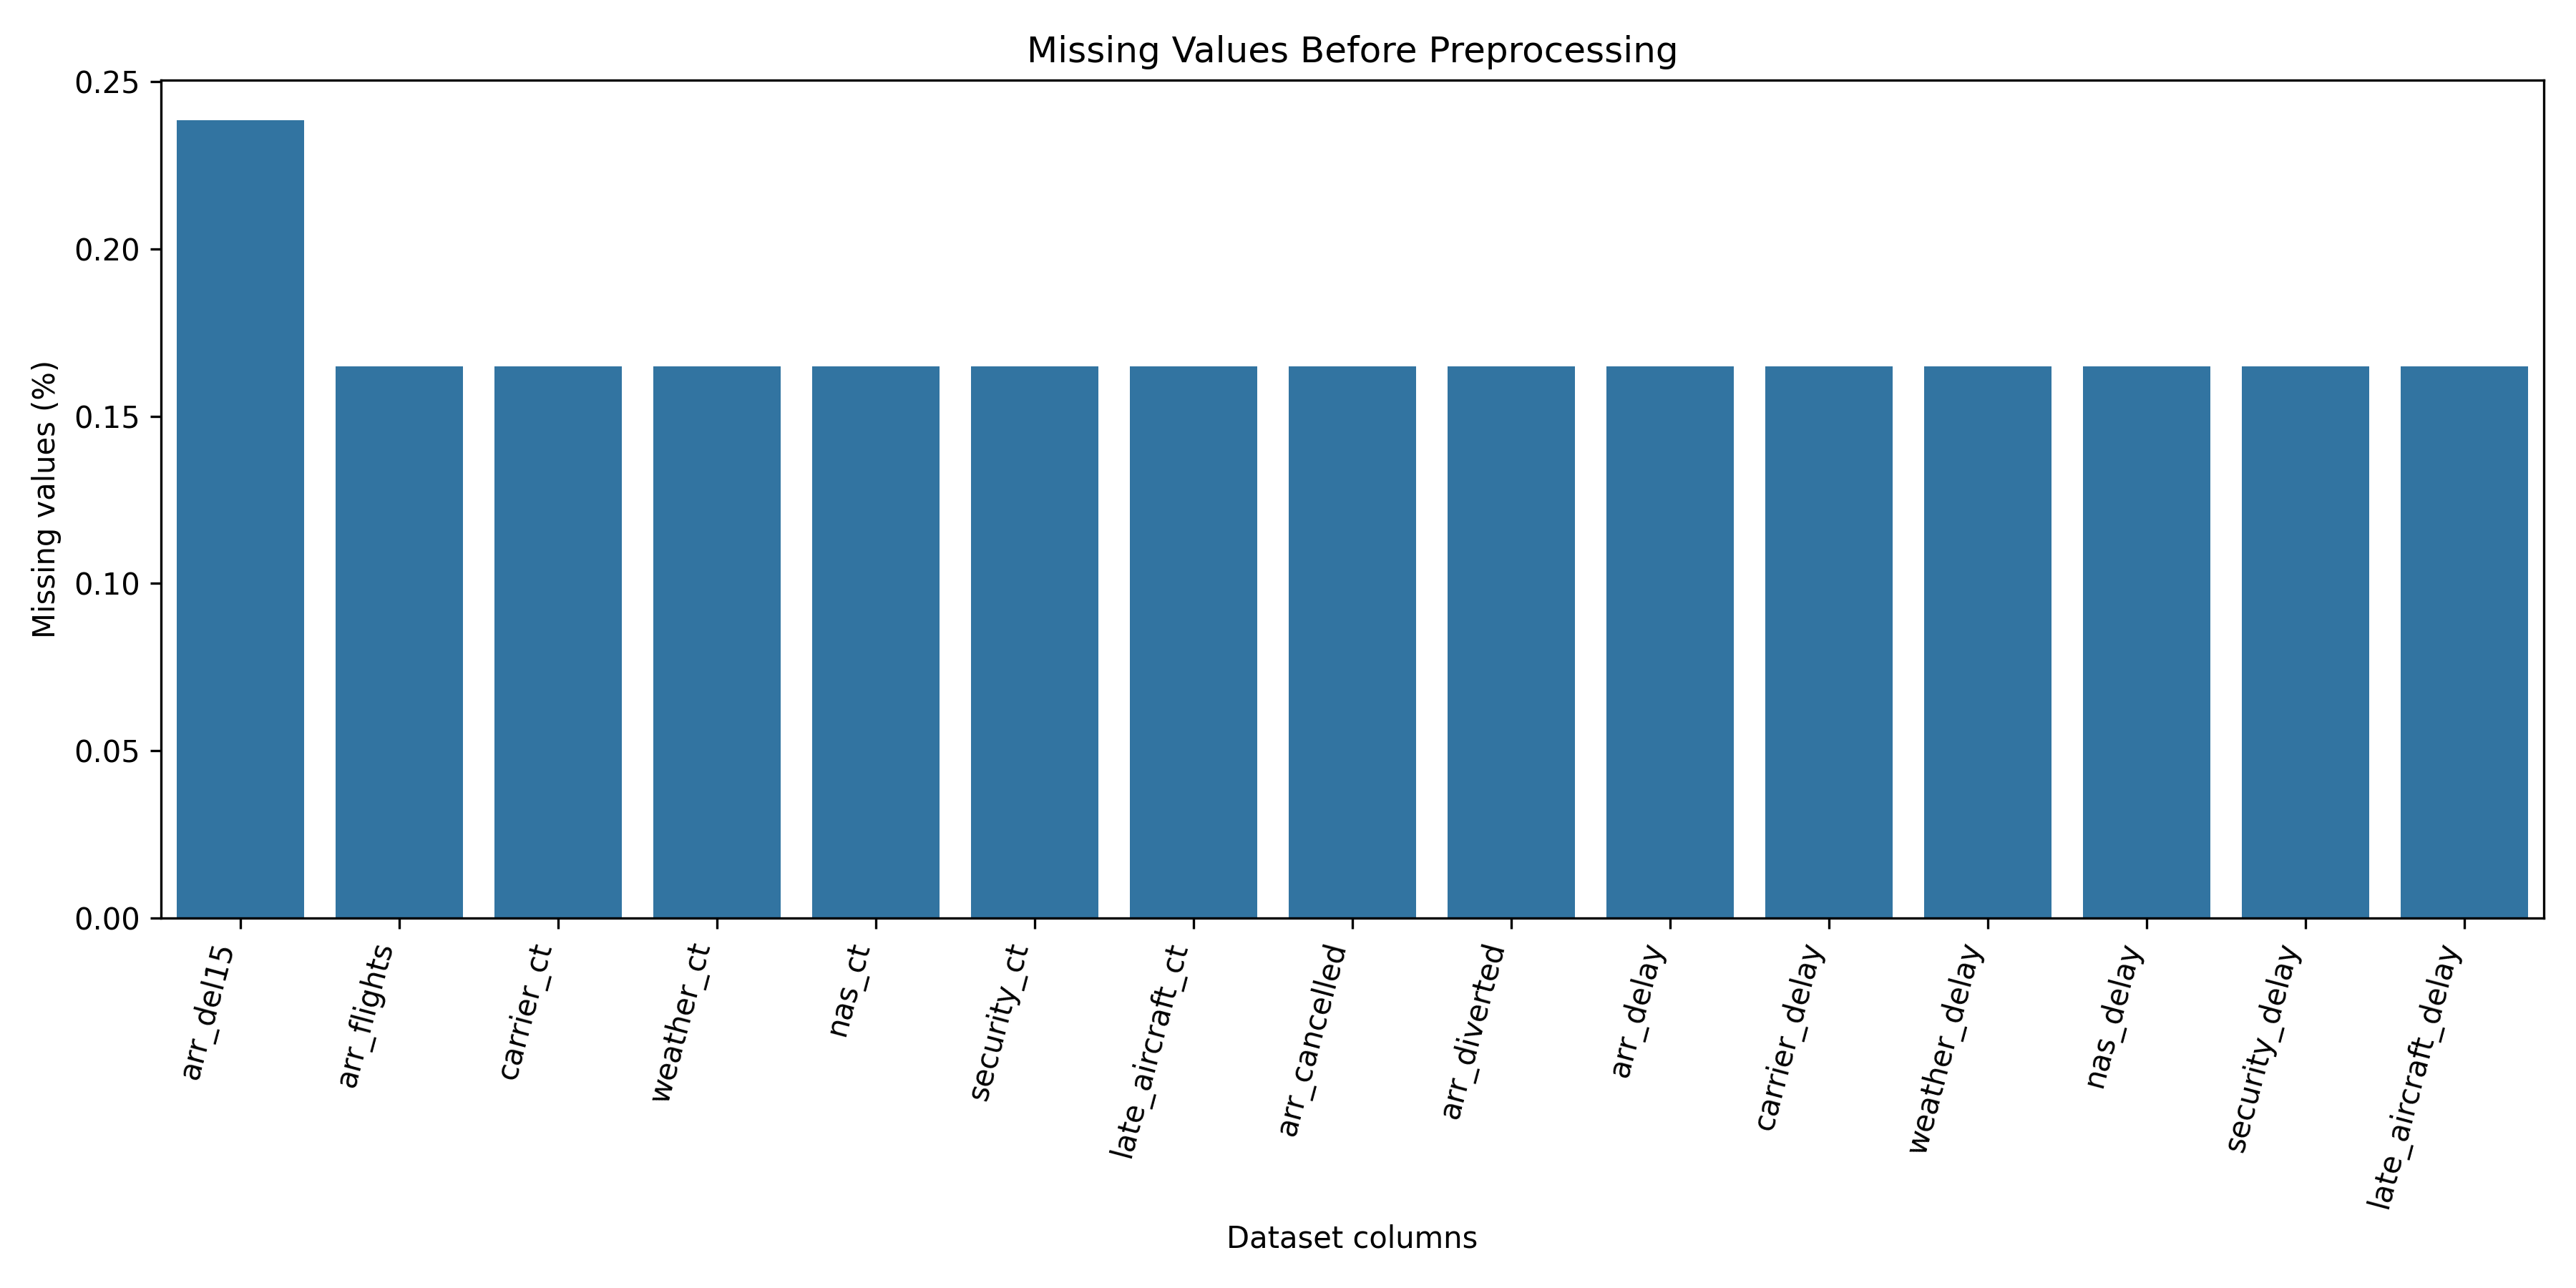 Missing Values Before Preprocessing
Missing values (%)
0.25
0.20
0.15
0.10
0.05
0.00
arr_del15
arr_flights
carrier_ct
weather_ct
nas_ct
security_ct
late_aircraft_ct
arr_cancelled
arr_diverted
arr_delay
carrier_delay
weather_delay
nas_delay
security_delay
late_aircraft_delay
Dataset columns